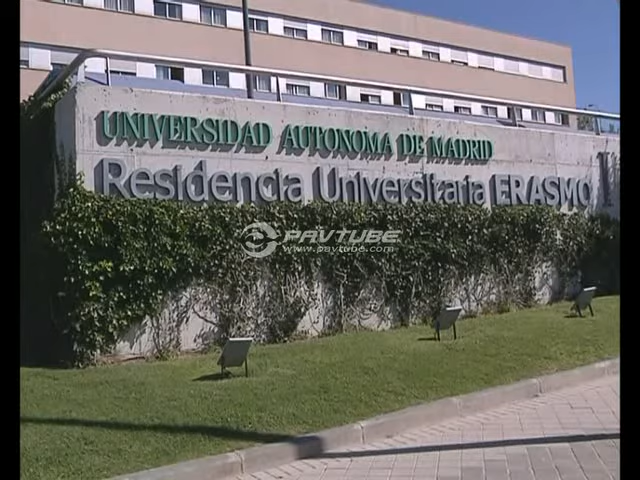 UNIVERSIDAD AUTONOMA DE MADRID
Residencia Universitaria ERASMO
PAVTUBE
www.pavtube.com